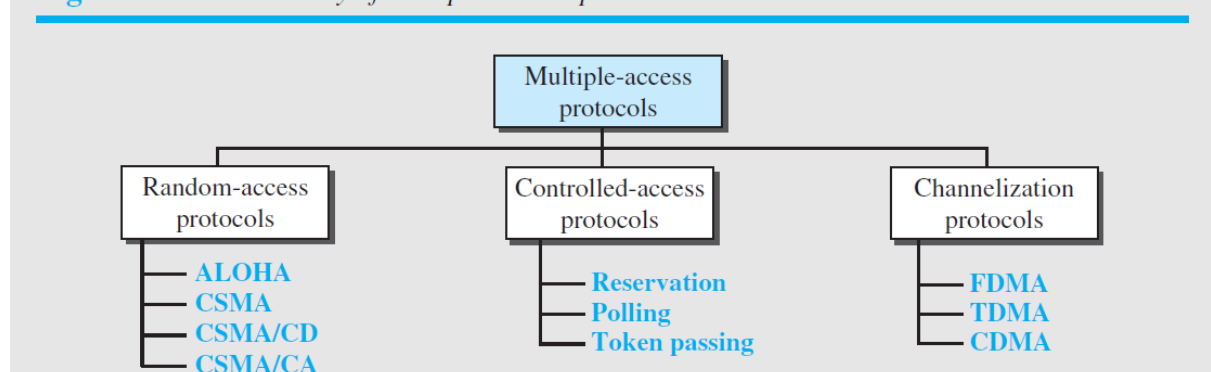 Multiple-access
protocols
Random-access
protocols
Controlled-access
protocols
Channelization
protocols
ALOHA
CSMA
CSMA/CD
CSMA/CA
Reservation
Polling
Token passing
FDMA
TDMA
CDMA